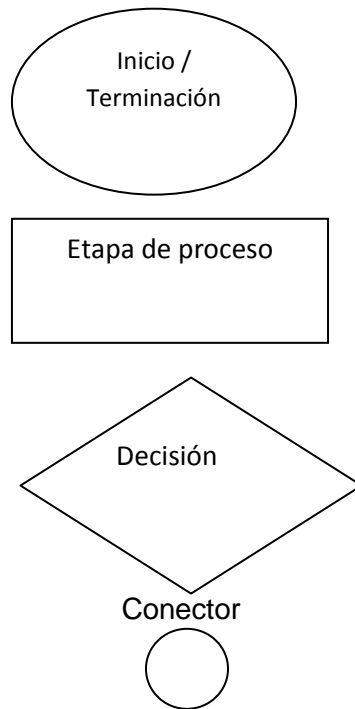 Inicio /
Terminación
Etapa de proceso
Decisión
Conector